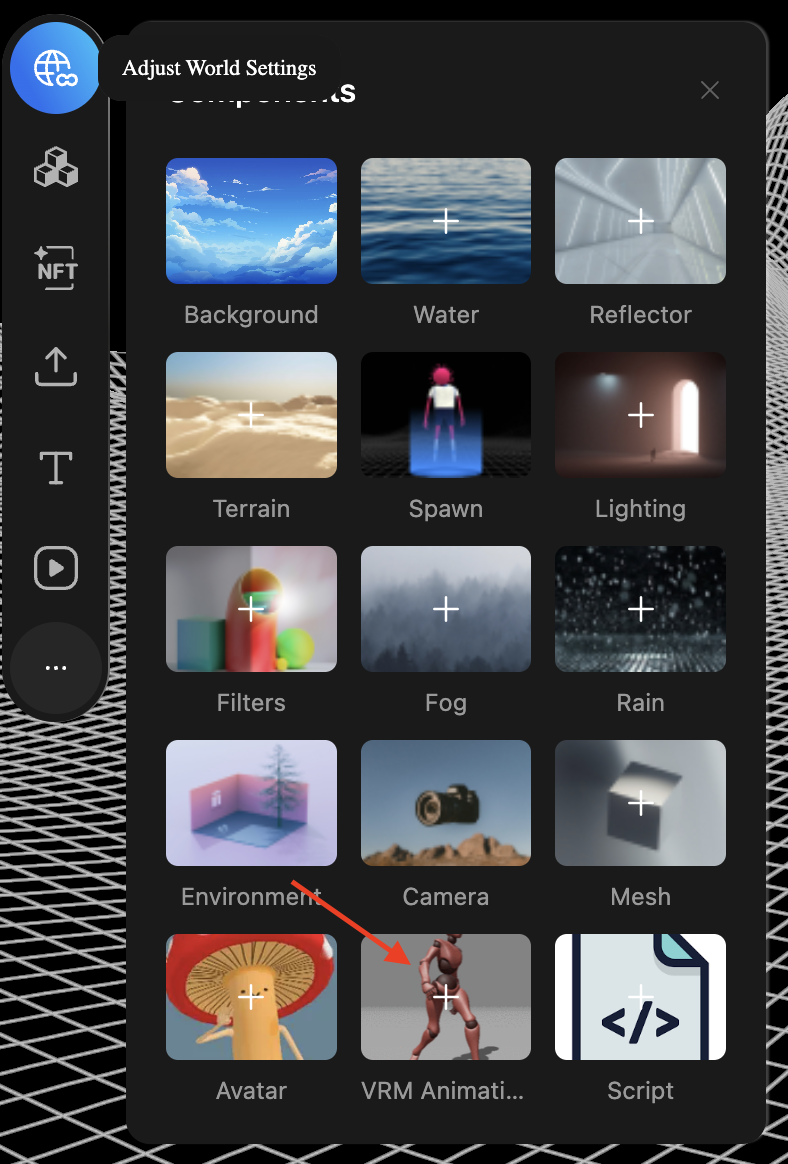 Adjust World Settings
Components
NFT
Background
Water
Reflector
Terrain
Spawn
Lighting
T
Filters
Fog
Rain
...
Environment
Camera
Mesh
</>
Avatar
VRM Animati...
Script